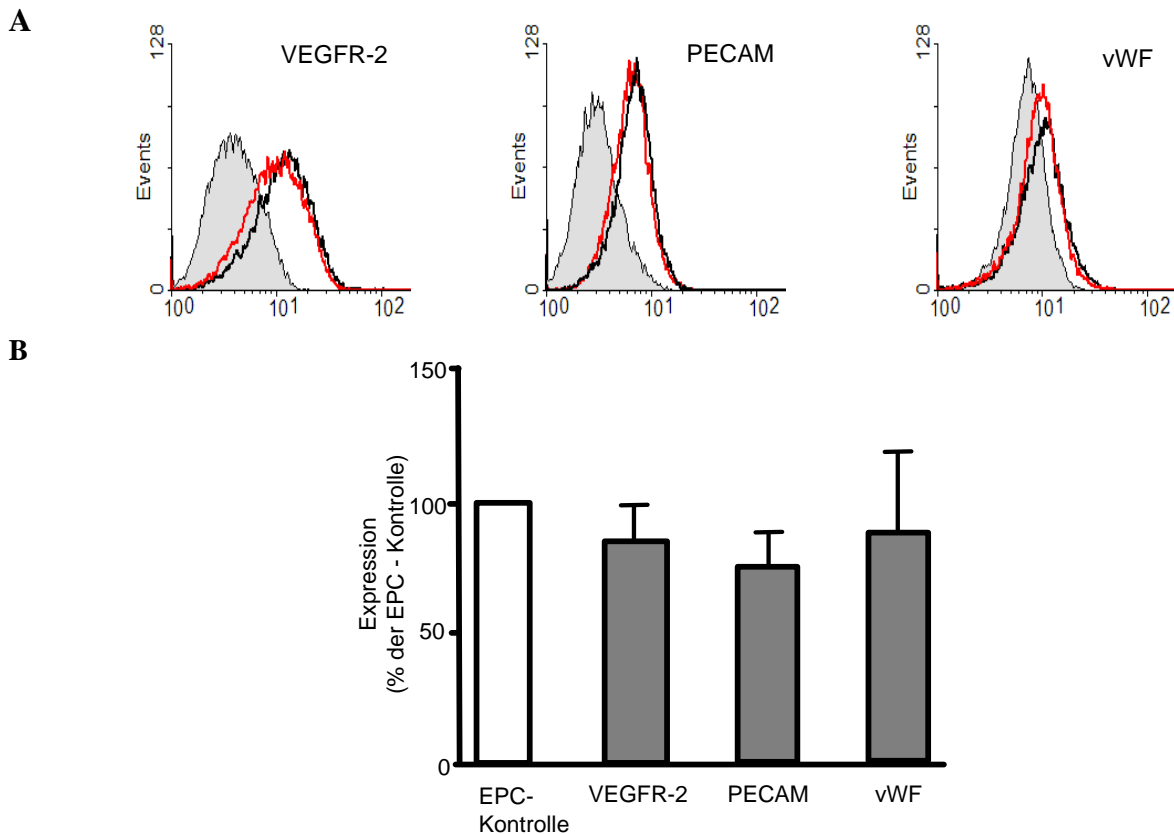 A
128
Events
0
VEGFR-2
10⁰ 10¹ 10²
128
Events
0
PECAM
10⁰ 10¹ 10²
128
Events
0
vWF
10⁰ 10¹ 10²
B
150
100
50
0
Expression
(% der EPC - Kontrolle)
EPC-
Kontrolle
VEGFR-2
PECAM
vWF